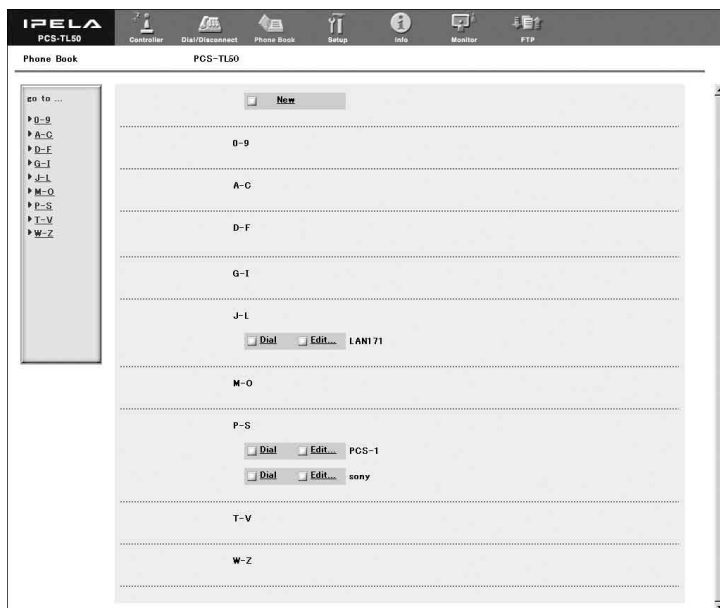 IPELA
PCS-TL50
Controller
Dial/Disconnect
Phone Book
Setup
Info
Monitor
FTP
Phone Book
PCS-TL50
go to ...
0-9
A-C
D-F
G-I
J-L
M-O
P-S
T-V
W-Z
New
0-9
A-C
D-F
G-I
J-L
Dial Edit... LAN171
M-O
P-S
Dial Edit... PCS-1
Dial Edit... sony
T-V
W-Z